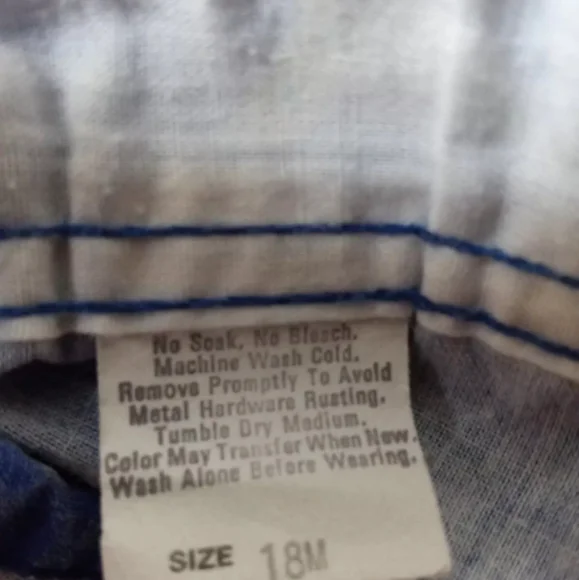 No Soak, No Bleach.
Machine Wash Cold.
Remove Promptly To Avoid
Metal Hardware Rusting.
Tumble Dry Medium.
Color May Transfer When New.
Wash Alone Before Wearing.
SIZE 18M